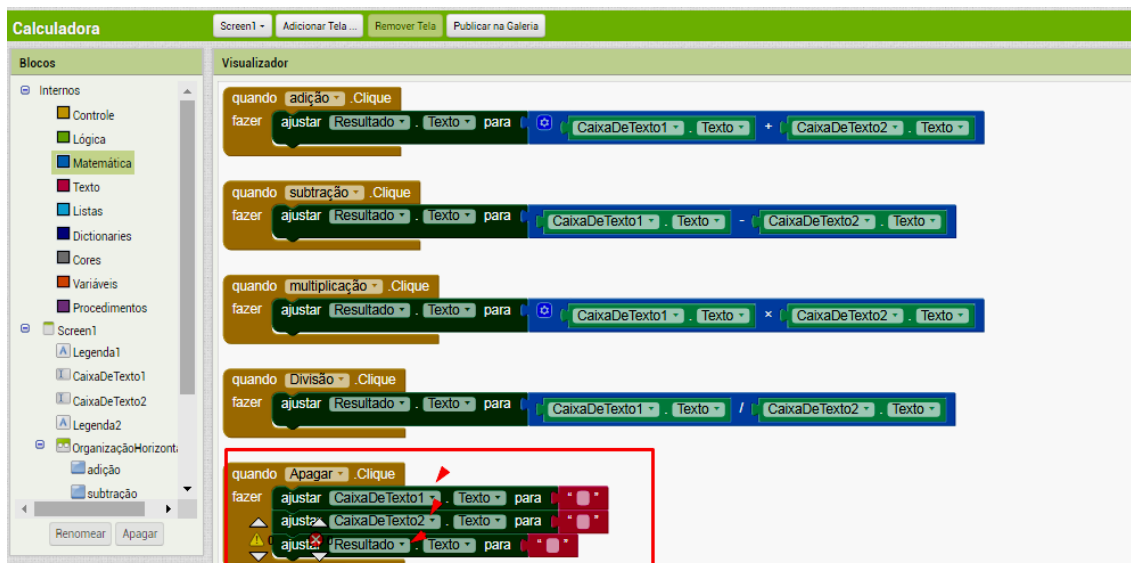 Calculadora
Screen1 Adicionar Tela ... Remover Tela Publicar na Galeria
Blocos
Visualizador
Internos
Controle
Lógica
Matemática
Texto
Listas
Dictionaries
Cores
Variáveis
Procedimentos
Screen1
Legenda1
CaixaDeTexto1
CaixaDeTexto2
Legenda2
OrganizaçãoHorizonta
adição
subtração
Renomear Apagar
quando adição .Clique
fazer ajustar Resultado . Texto para CaixaDeTexto1 . Texto + CaixaDeTexto2 . Texto
quando subtração .Clique
fazer ajustar Resultado . Texto para CaixaDeTexto1 . Texto - CaixaDeTexto2 . Texto
quando multiplicação .Clique
fazer ajustar Resultado . Texto para CaixaDeTexto1 . Texto × CaixaDeTexto2 . Texto
quando Divisão .Clique
fazer ajustar Resultado . Texto para CaixaDeTexto1 . Texto / CaixaDeTexto2 . Texto
quando Apagar .Clique
fazer ajustar CaixaDeTexto1 . Texto para " "
ajustar CaixaDeTexto2 . Texto para " "
ajustar Resultado . Texto para " "